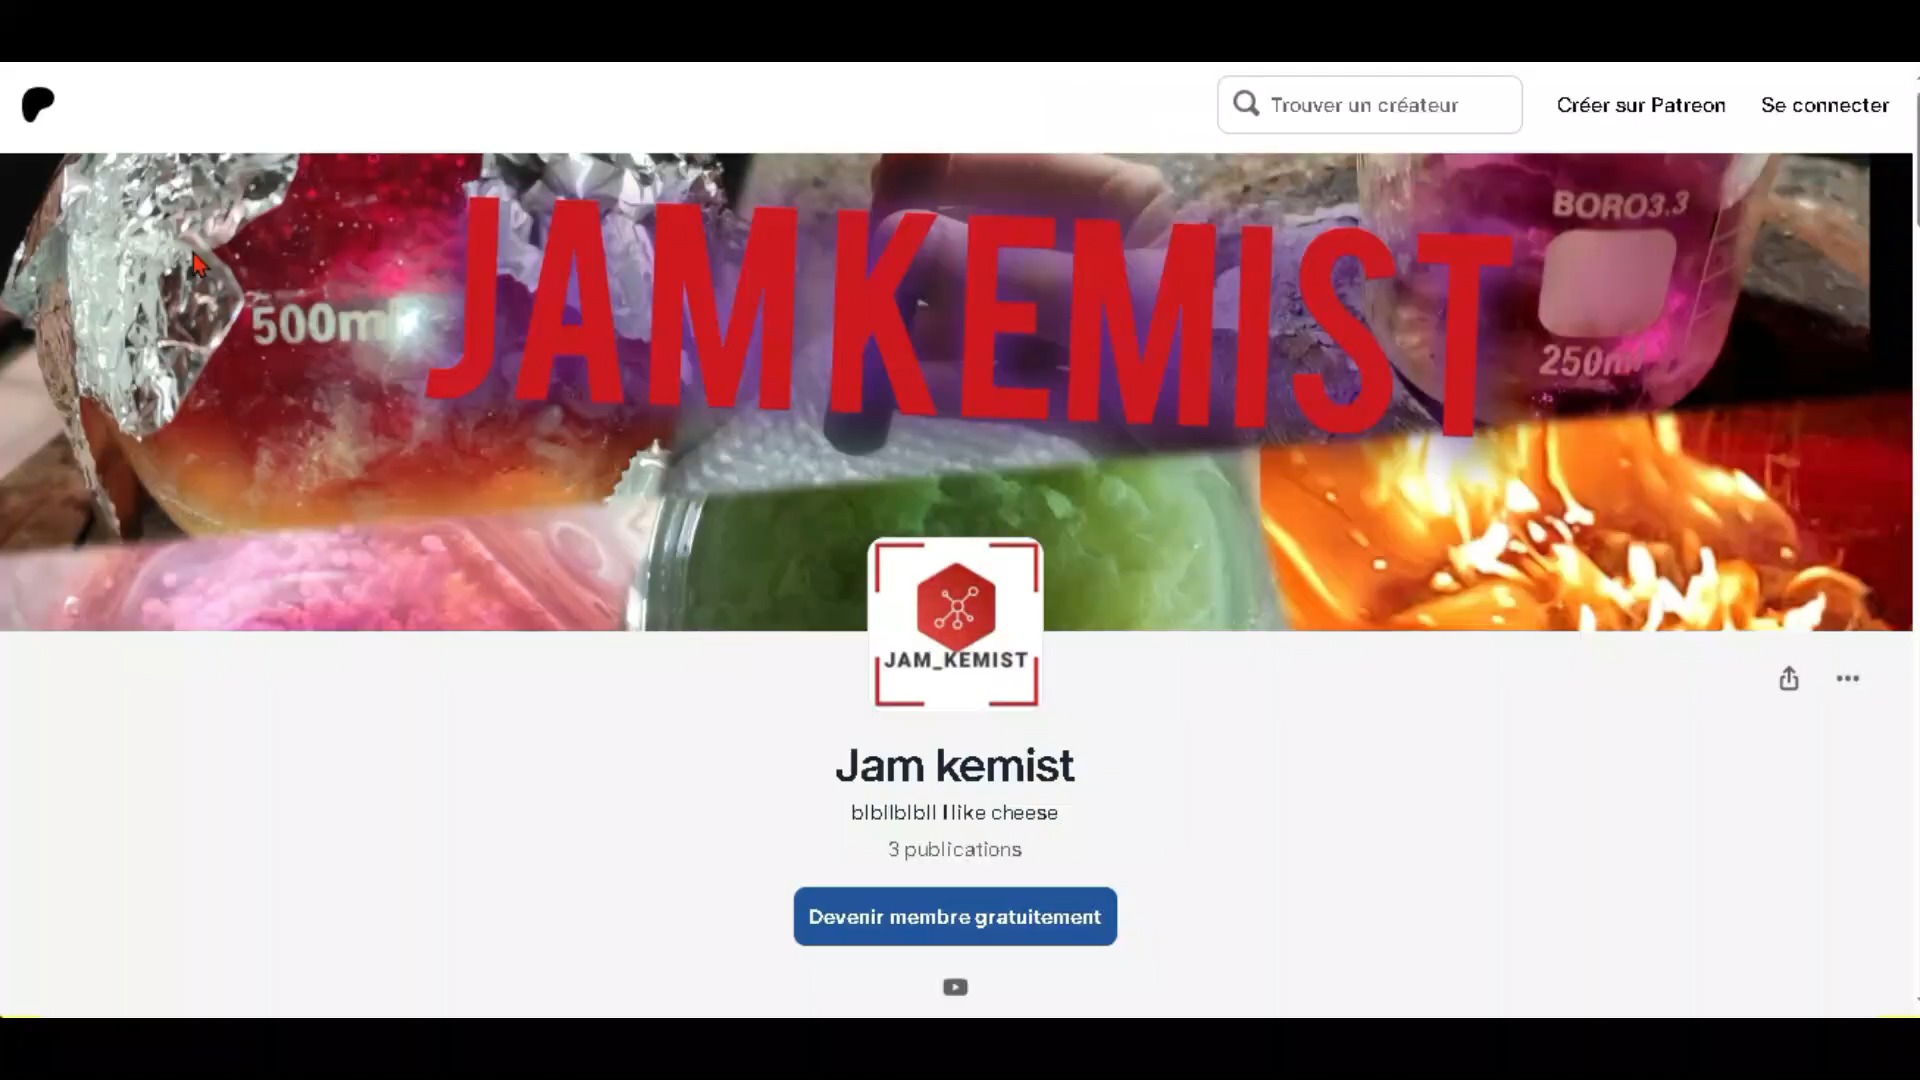 Trouver un créateur
Créer sur Patreon
Se connecter
JAMKEMIST
BORO3.3
500ml
250ml
JAM_KEMIST
Jam kemist
blbllblbll I like cheese
3 publications
Devenir membre gratuitement